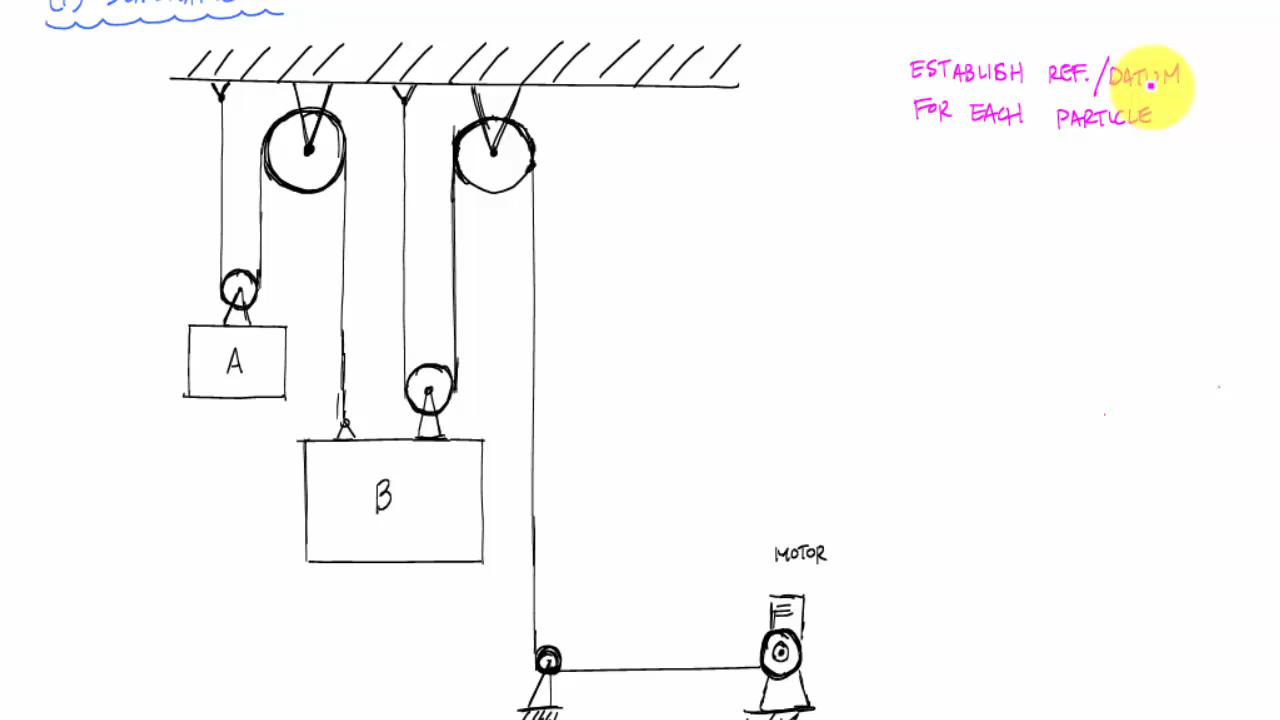 ESTABLISH REF./DATUM
FOR EACH PARTICLE
A
B
MOTOR